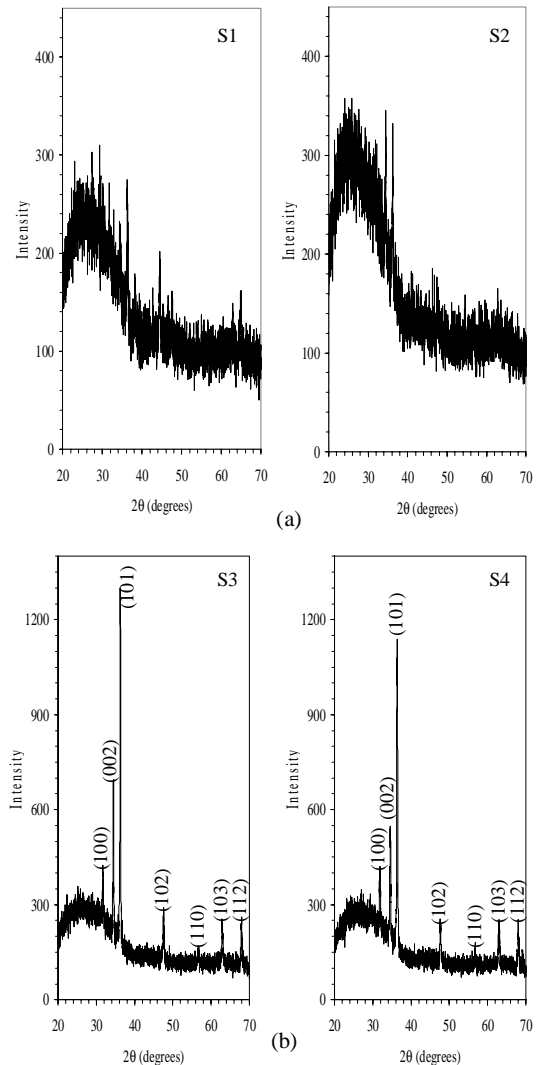 S1
S2
400
300
200
100
0
Intensity
20 30 40 50 60 70
2θ (degrees)
400
300
200
100
0
Intensity
20 30 40 50 60 70
2θ (degrees)
(a)
S3
S4
1200
900
600
300
0
Intensity
(100)
(002)
(101)
(102)
(110)
(103)
(112)
20 30 40 50 60 70
2θ (degrees)
1200
900
600
300
0
Intensity
(100)
(002)
(101)
(102)
(110)
(103)
(112)
20 30 40 50 60 70
2θ (degrees)
(b)